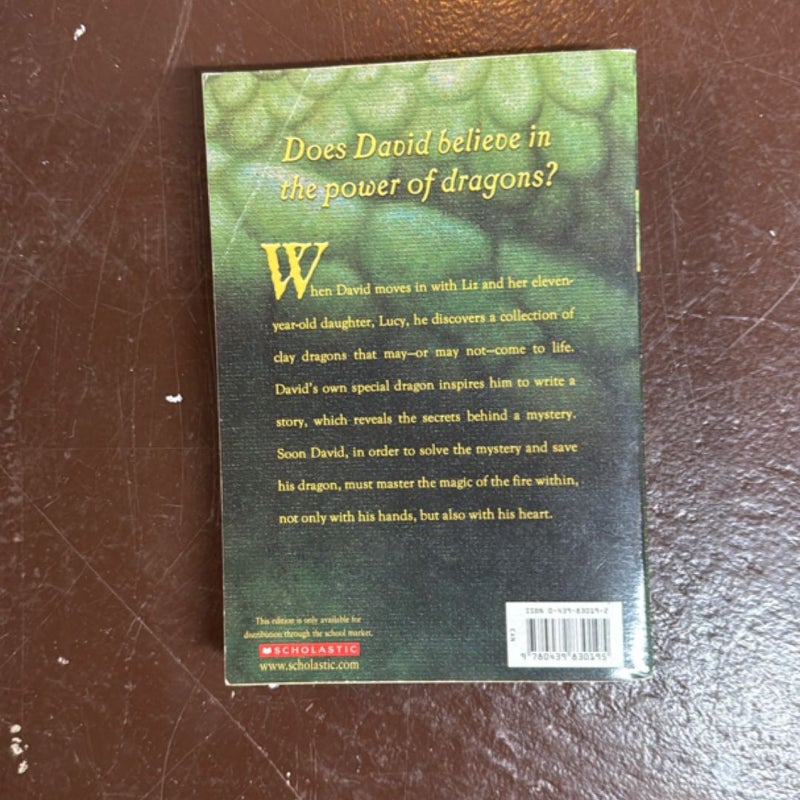 Does David believe in
the power of dragons?
When David moves in with Liz and her eleven-
year-old daughter, Lucy, he discovers a collection of
clay dragons that may—or may not—come to life.
David's own special dragon inspires him to write a
story, which reveals the secrets behind a mystery.
Soon David, in order to solve the mystery and save
his dragon, must master the magic of the fire within,
not only with his hands, but also with his heart.
This edition is only available for
distribution through the school market.
SCHOLASTIC
www.scholastic.com
ISBN 0-439-83019-2
EAN
9 780439 830195